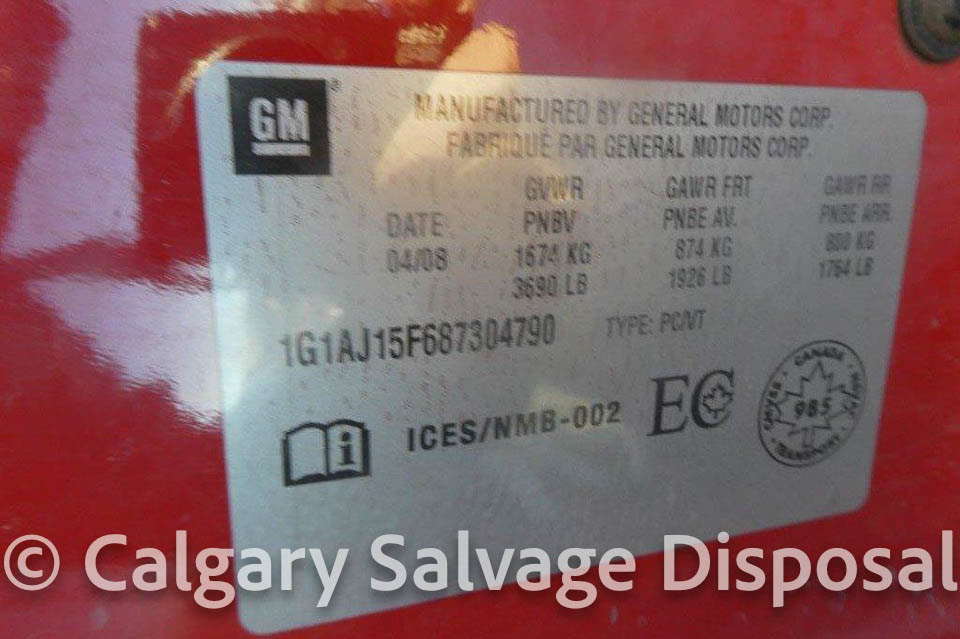 GM
MANUFACTURED BY GENERAL MOTORS CORP.
FABRIQUÉ PAR GENERAL MOTORS CORP.
GVWR GAWR FRT GAWR RR
DATE PNBV PNBE AV. PNBE ARR.
04/08 1674 KG 874 KG 800 KG
3690 LB 1926 LB 1764 LB
1G1AJ15F687304790 TYPE: PC/VT
i ICES/NMB-002 EC
CANADA
985
TRANSPORT
© Calgary Salvage Disposal